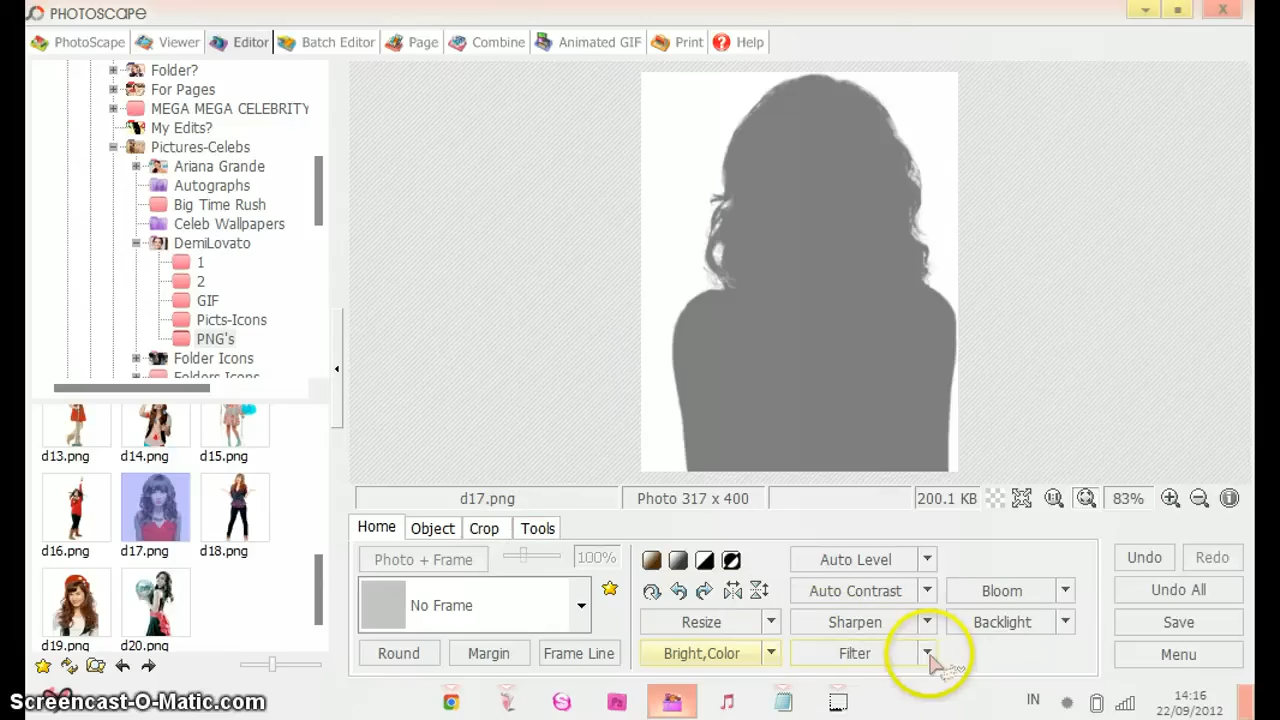 PHOTOSCAPE
PhotoScape Viewer Editor Batch Editor Page Combine Animated GIF Print Help
Folder?
For Pages
MEGA MEGA CELEBRITY
My Edits?
Pictures-Celebs
Ariana Grande
Autographs
Big Time Rush
Celeb Wallpapers
DemiLovato
1
2
GIF
Picts-Icons
PNG's
Folder Icons
Folders Icons
d13.png d14.png d15.png
d16.png d17.png d18.png
d19.png d20.png
d17.png Photo 317 x 400 200.1 KB 83%
Home Object Crop Tools
Photo + Frame 100% Auto Level Undo Redo
No Frame Auto Contrast Bloom Undo All
Resize Sharpen Backlight Save
Round Margin Frame Line Bright,Color Filter Menu
Screencast-O-Matic.com
IN 14:16
22/09/2012